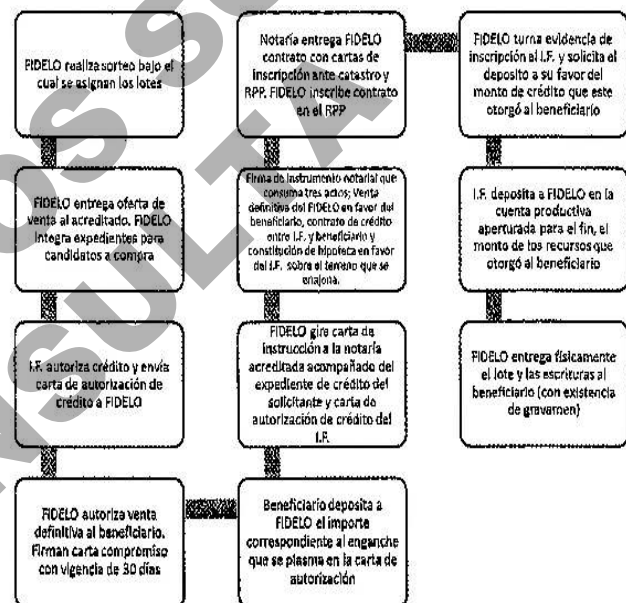 FIDELO realiza sorteo bajo el
cual se asignan los lotes
FIDELO entrega oferta de
venta al acreditado. FIDELO
integra expedientes para
candidatos a compra
I.F. autoriza crédito y envía
carta de autorización de
crédito a FIDELO
FIDELO autoriza venta
definitiva al beneficiario.
Firman carta compromiso
con vigencia de 30 días
Beneficiario deposita a
FIDELO el importe
correspondiente al enganche
que se plasma en la carta de
autorización
FIDELO gire carta de
instrucción a la notaría
acreditada acompañado del
expediente de crédito del
solicitante y carta de
autorización de crédito del
I.F.
Firma de instrumento notarial que
consuma tres actos; Venta
definitiva del FIDELO en favor del
beneficiario, contrato de crédito
entre I.F. y beneficiario y
constitución de hipoteca en favor
del I.F. sobre el terreno que se
enajena.
Notaría entrega FIDELO
contrato con cartas de
inscripción ante catastro y
RPP. FIDELO inscribe contrato
en el RPP
FIDELO turna evidencia de
inscripción al I.F. y solicita el
deposito a su favor del
monto de crédito que este
otorgó al beneficiario
I.F. deposita a FIDELO en la
cuenta productiva
aperturada para el fin, el
monto de los recursos que
otorgó al beneficiario
FIDELO entrega físicamente
el lote y las escrituras al
beneficiario (con existencia
de gravamen)